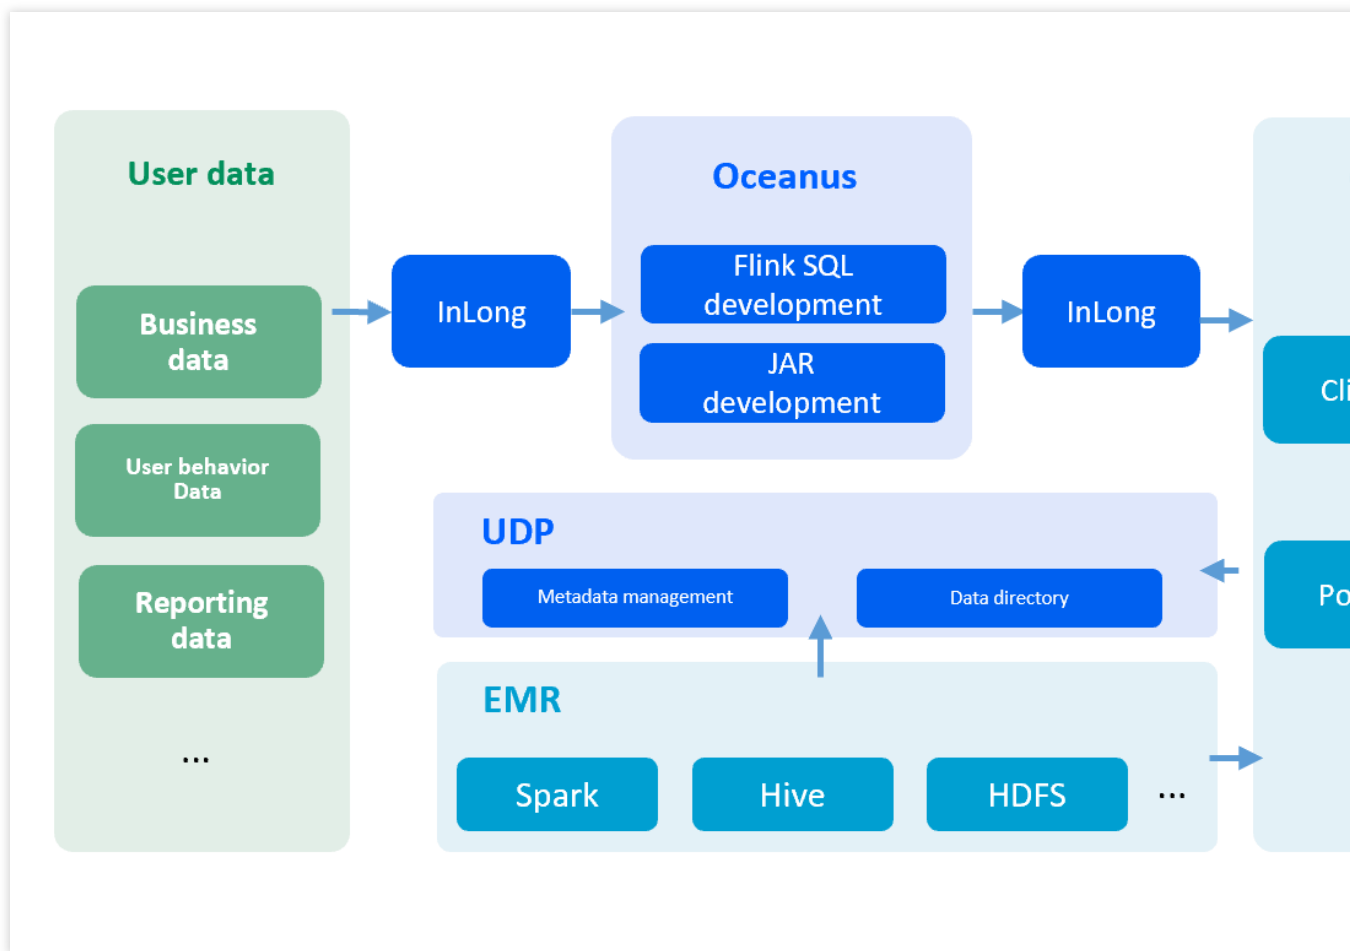 User data
Business
data
User behavior
Data
Reporting
data
...
InLong
Oceanus
Flink SQL
development
JAR
development
InLong
UDP
Metadata management
Data directory
EMR
Spark
Hive
HDFS
...